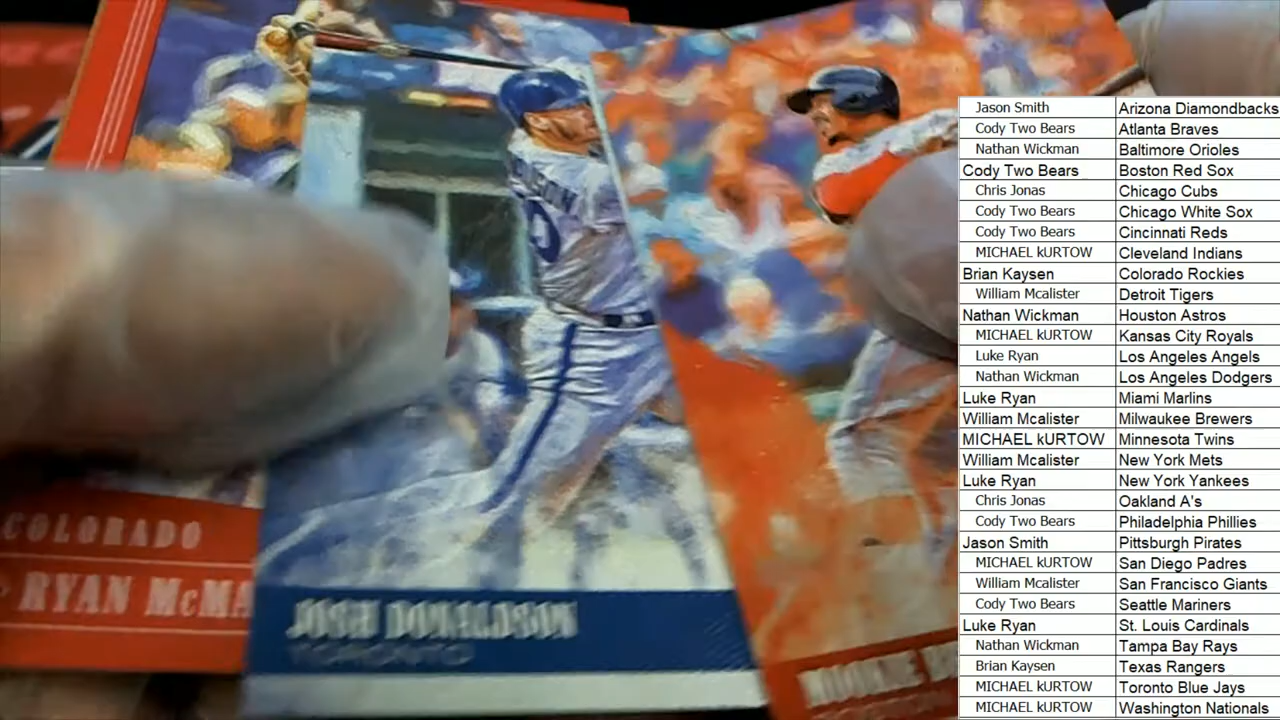 COLORADO
RYAN McMA
JOSH DONALDSON
TORONTO
Jason Smith Arizona Diamondbacks
Cody Two Bears Atlanta Braves
Nathan Wickman Baltimore Orioles
Cody Two Bears Boston Red Sox
Chris Jonas Chicago Cubs
Cody Two Bears Chicago White Sox
Cody Two Bears Cincinnati Reds
MICHAEL kURTOW Cleveland Indians
Brian Kaysen Colorado Rockies
William Mcalister Detroit Tigers
Nathan Wickman Houston Astros
MICHAEL kURTOW Kansas City Royals
Luke Ryan Los Angeles Angels
Nathan Wickman Los Angeles Dodgers
Luke Ryan Miami Marlins
William Mcalister Milwaukee Brewers
MICHAEL kURTOW Minnesota Twins
William Mcalister New York Mets
Luke Ryan New York Yankees
Chris Jonas Oakland A's
Cody Two Bears Philadelphia Phillies
Jason Smith Pittsburgh Pirates
MICHAEL kURTOW San Diego Padres
William Mcalister San Francisco Giants
Cody Two Bears Seattle Mariners
Luke Ryan St. Louis Cardinals
Nathan Wickman Tampa Bay Rays
Brian Kaysen Texas Rangers
MICHAEL kURTOW Toronto Blue Jays
MICHAEL kURTOW Washington Nationals